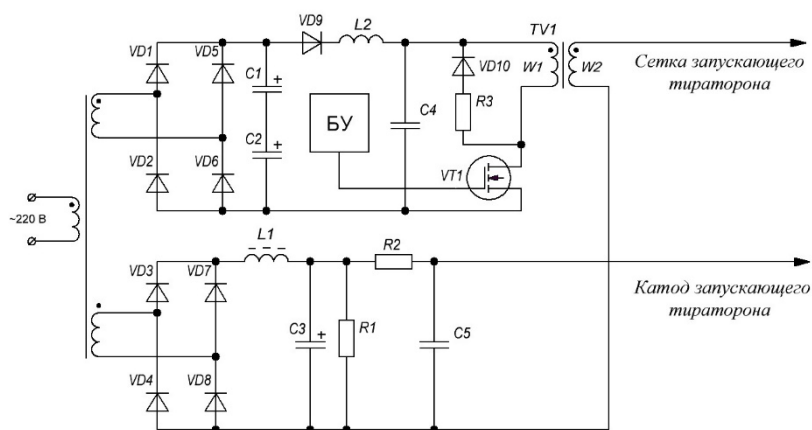 VD9
L2
TV1
VD1
VD5
C1
+
VD10
W1
W2
Сетка запускающего
тиратрона
R3
БУ
C4
C2
+
VD2
VD6
VT1
~220 В
L1
R2
VD3
VD7
Катод запускающего
тиратрона
C3
+
R1
C5
VD4
VD8